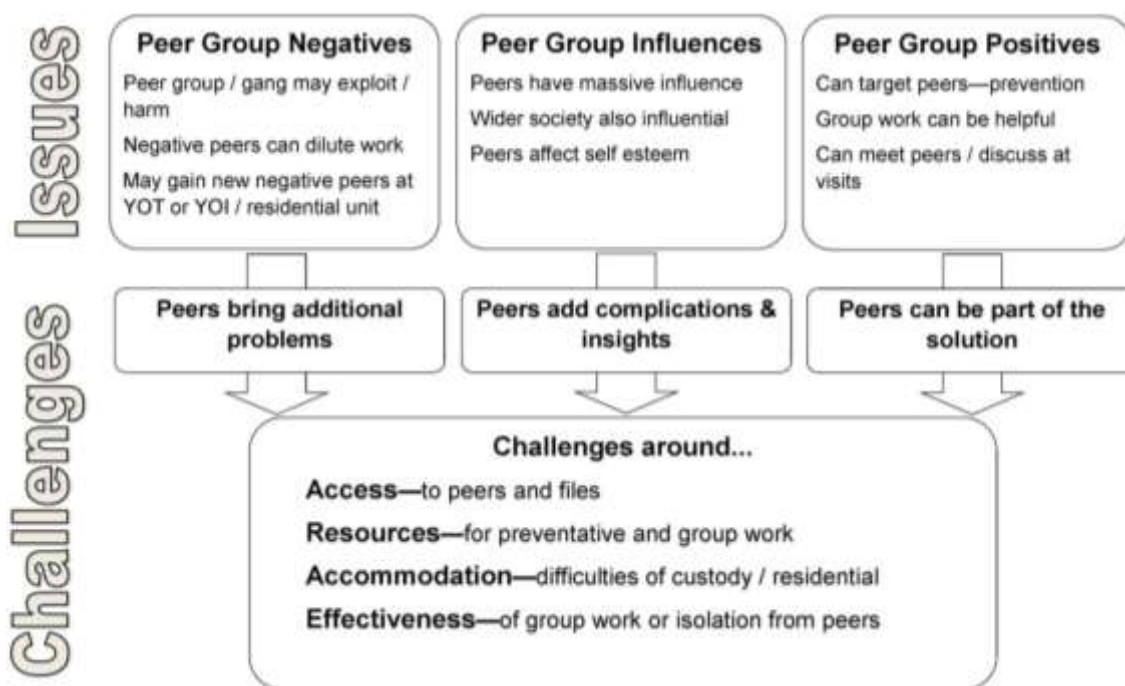 Issues
Peer Group Negatives
Peer group / gang may exploit /
harm
Negative peers can dilute work
May gain new negative peers at
YOT or YOI / residential unit
Peer Group Influences
Peers have massive influence
Wider society also influential
Peers affect self esteem
Peer Group Positives
Can target peers—prevention
Group work can be helpful
Can meet peers / discuss at
visits
Challenges
Peers bring additional
problems
Peers add complications &
insights
Peers can be part of the
solution
Challenges around...
Access—to peers and files
Resources—for preventative and group work
Accommodation—difficulties of custody / residential
Effectiveness—of group work or isolation from peers